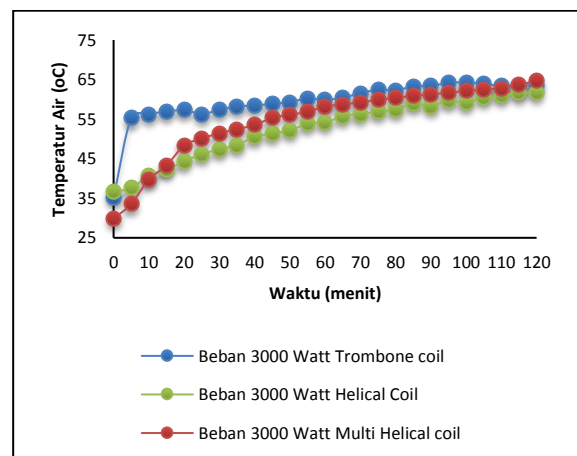 75
65
55
45
35
25
Temperatur Air (oC)
0 10 20 30 40 50 60 70 80 90 100 110 120
Waktu (menit)
Beban 3000 Watt Trombone coil
Beban 3000 Watt Helical Coil
Beban 3000 Watt Multi Helical coil